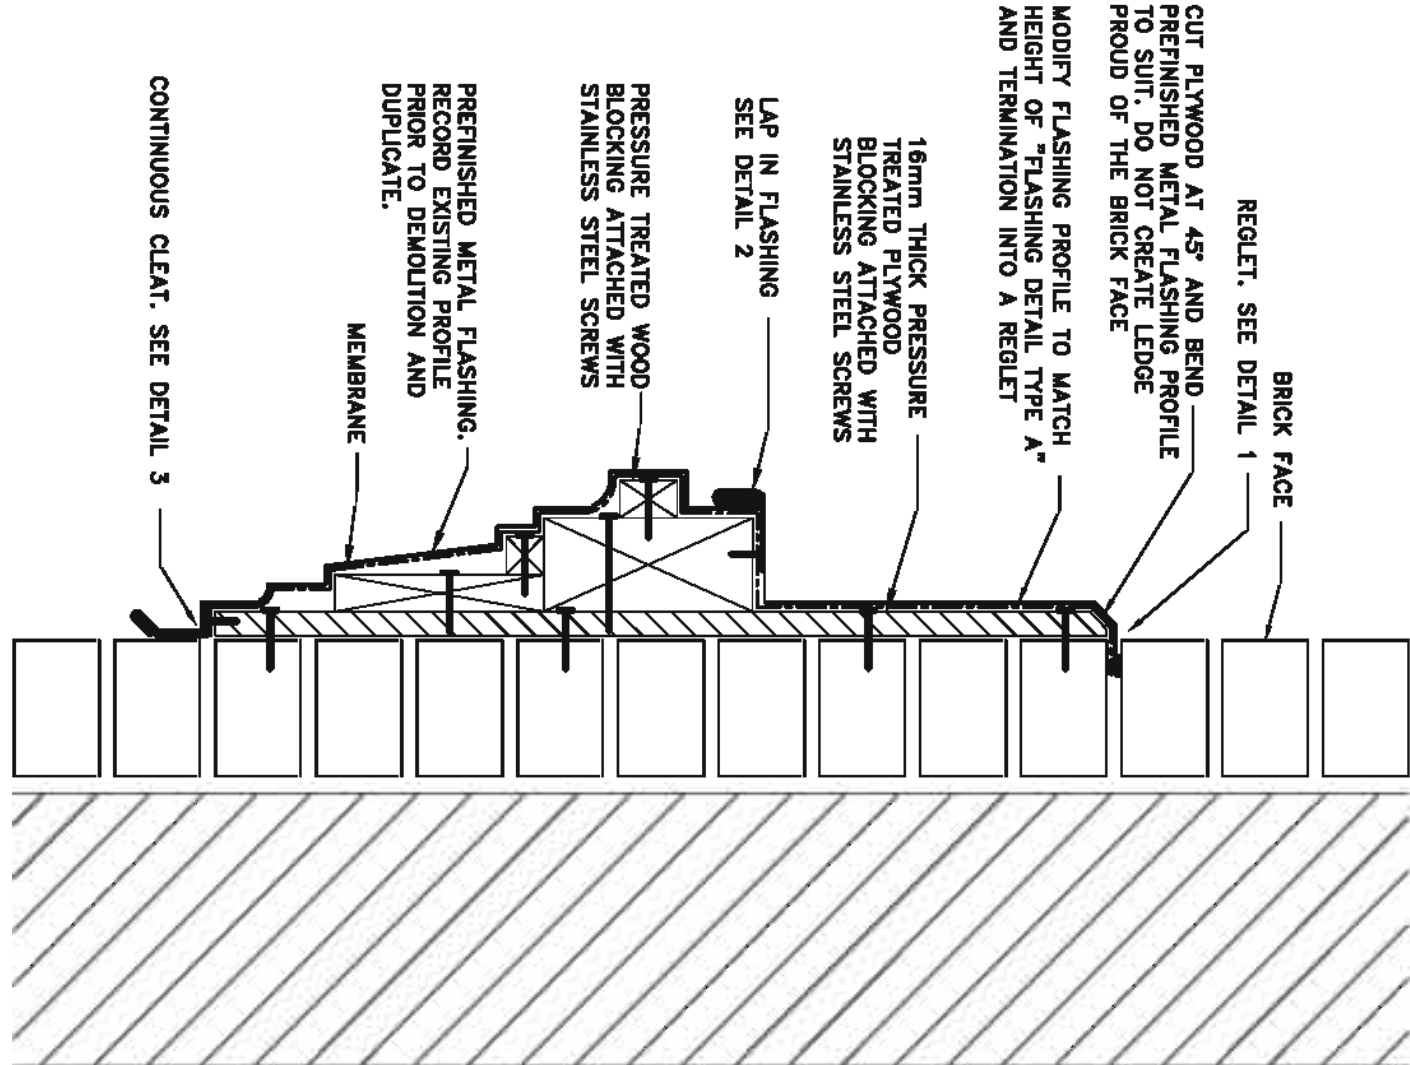 BRICK FACE
REGLET. SEE DETAIL 1
CUT PLYWOOD AT 45° AND BEND
PREFINISHED METAL FLASHING PROFILE
TO SUIT. DO NOT CREATE LEDGE
PROUD OF THE BRICK FACE
MODIFY FLASHING PROFILE TO MATCH
HEIGHT OF "FLASHING DETAIL TYPE A"
AND TERMINATION INTO A REGLET
16mm THICK PRESSURE
TREATED PLYWOOD
BLOCKING ATTACHED WITH
STAINLESS STEEL SCREWS
LAP IN FLASHING
SEE DETAIL 2
PRESSURE TREATED WOOD
BLOCKING ATTACHED WITH
STAINLESS STEEL SCREWS
PREFINISHED METAL FLASHING.
RECORD EXISTING PROFILE
PRIOR TO DEMOLITION AND
DUPLICATE.
MEMBRANE
CONTINUOUS CLEAT. SEE DETAIL 3